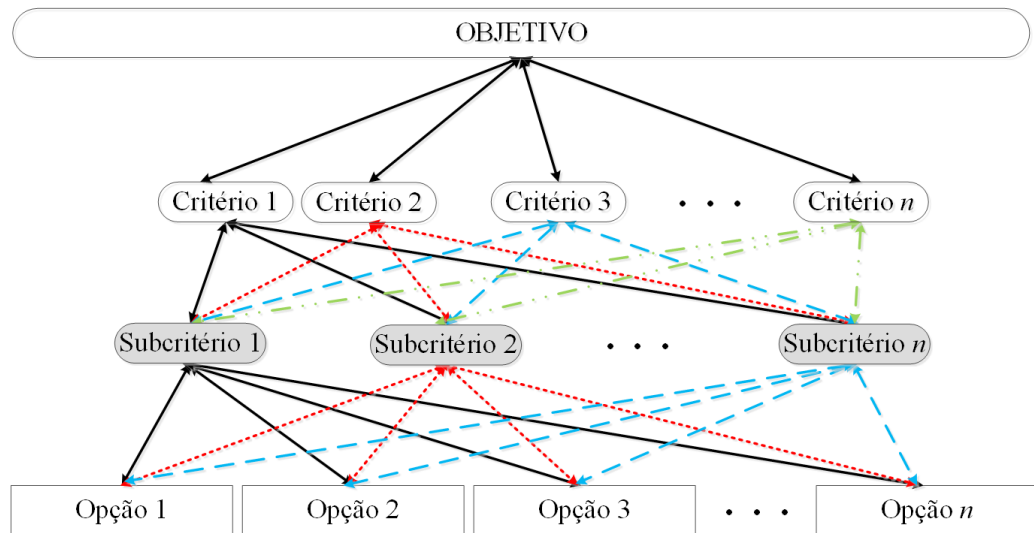 OBJETIVO
Critério 1 Critério 2 Critério 3 . . . Critério n
Subcritério 1 Subcritério 2 . . . Subcritério n
Opção 1 Opção 2 Opção 3 . . . Opção n